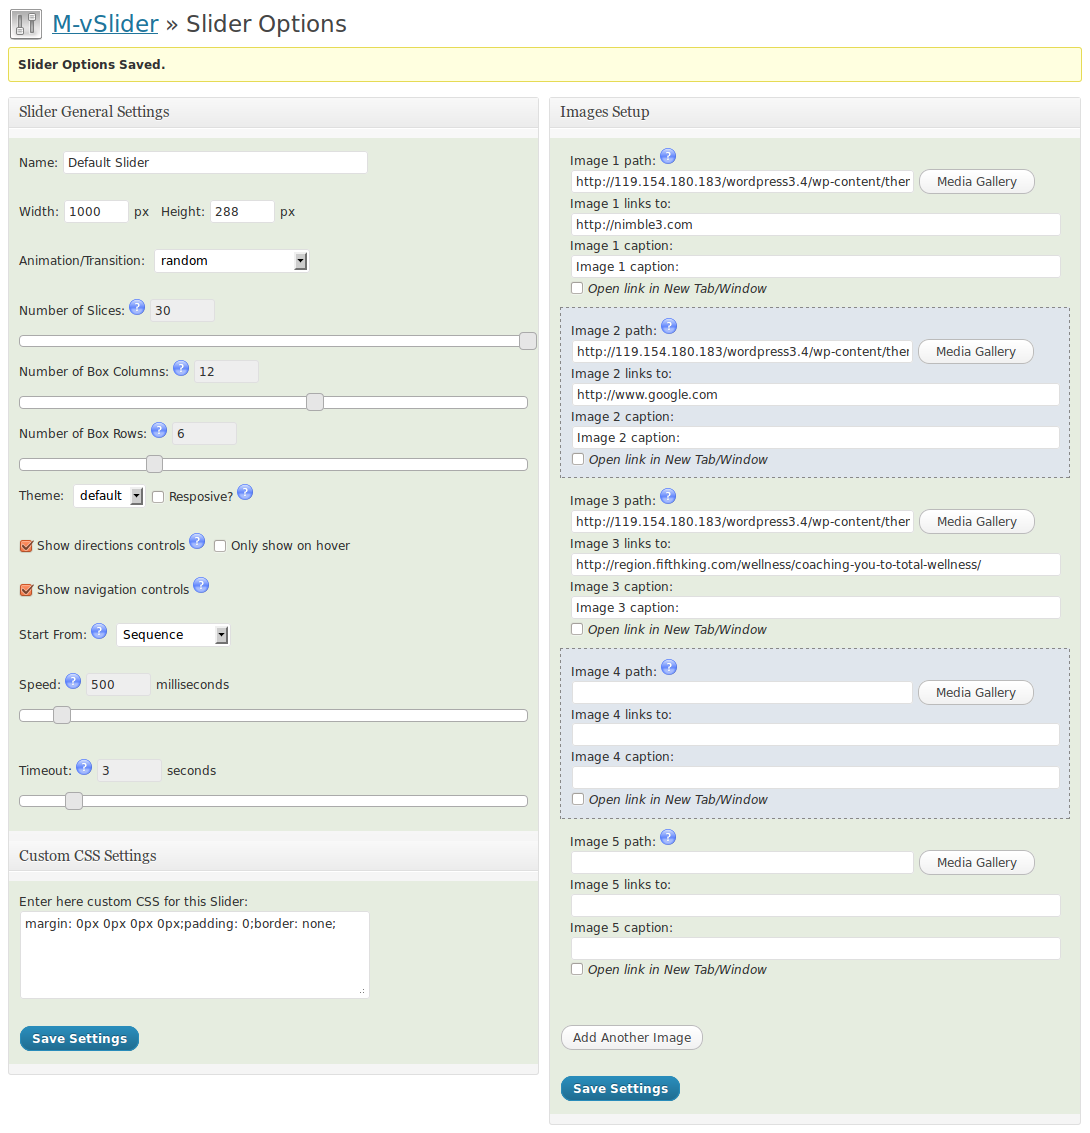 M-vSlider » Slider Options
Slider Options Saved.
Slider General Settings
Name: Default Slider
Width: 1000 px Height: 288 px
Animation/Transition: random
Number of Slices: ? 30
Number of Box Columns: ? 12
Number of Box Rows: ? 6
Theme: default Resposive? ?
Show directions controls ? Only show on hover
Show navigation controls ?
Start From: ? Sequence
Speed: ? 500 milliseconds
Timeout: ? 3 seconds
Custom CSS Settings
Enter here custom CSS for this Slider:
margin: 0px 0px 0px 0px;padding: 0;border: none;
Save Settings
Images Setup
Image 1 path: ?
http://119.154.180.183/wordpress3.4/wp-content/ther Media Gallery
Image 1 links to:
http://nimble3.com
Image 1 caption:
Image 1 caption:
Open link in New Tab/Window
Image 2 path: ?
http://119.154.180.183/wordpress3.4/wp-content/ther Media Gallery
Image 2 links to:
http://www.google.com
Image 2 caption:
Image 2 caption:
Open link in New Tab/Window
Image 3 path: ?
http://119.154.180.183/wordpress3.4/wp-content/ther Media Gallery
Image 3 links to:
http://region.fifthking.com/wellness/coaching-you-to-total-wellness/
Image 3 caption:
Image 3 caption:
Open link in New Tab/Window
Image 4 path: ?
Media Gallery
Image 4 links to:
Image 4 caption:
Open link in New Tab/Window
Image 5 path: ?
Media Gallery
Image 5 links to:
Image 5 caption:
Open link in New Tab/Window
Add Another Image
Save Settings